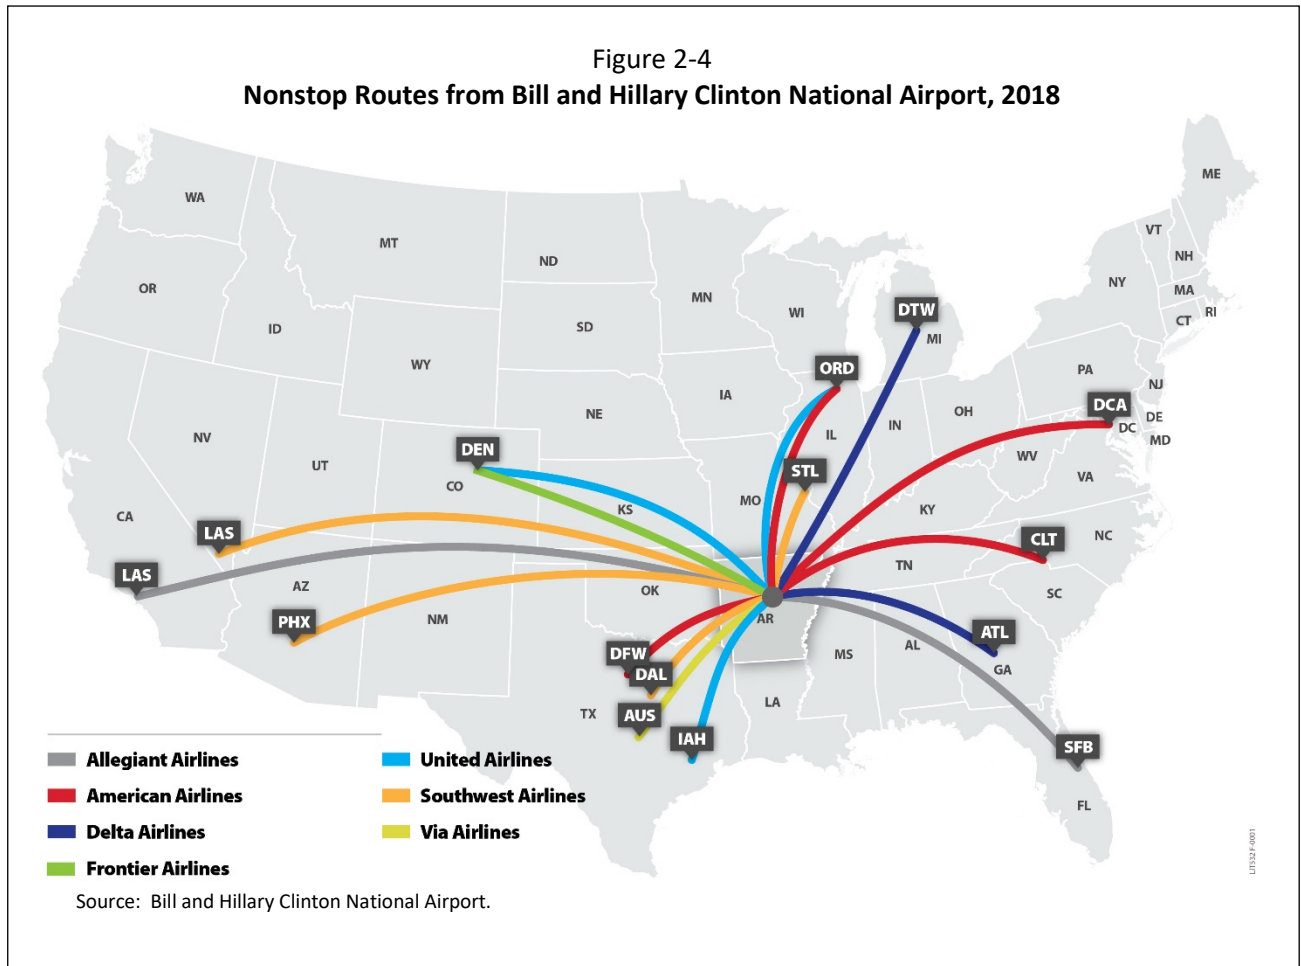 Figure 2-4
Nonstop Routes from Bill and Hillary Clinton National Airport, 2018
WA
MT
ND
MN
WI
MI
ME
VT
NH
NY
MA
CT
RI
OR
ID
SD
WY
IA
NE
PA
NJ
OH
IN
IL
DE
DC
MD
WV
VA
NV
UT
CO
KS
MO
KY
CA
NC
TN
AZ
NM
OK
AR
SC
MS
AL
GA
LA
TX
FL
DTW
ORD
DCA
DEN
STL
LAS
CLT
LAS
PHX
ATL
DFW
DAL
AUS
IAH
SFB
Allegiant Airlines
American Airlines
Delta Airlines
Frontier Airlines
United Airlines
Southwest Airlines
Via Airlines
LIT532 F-0001
Source: Bill and Hillary Clinton National Airport.